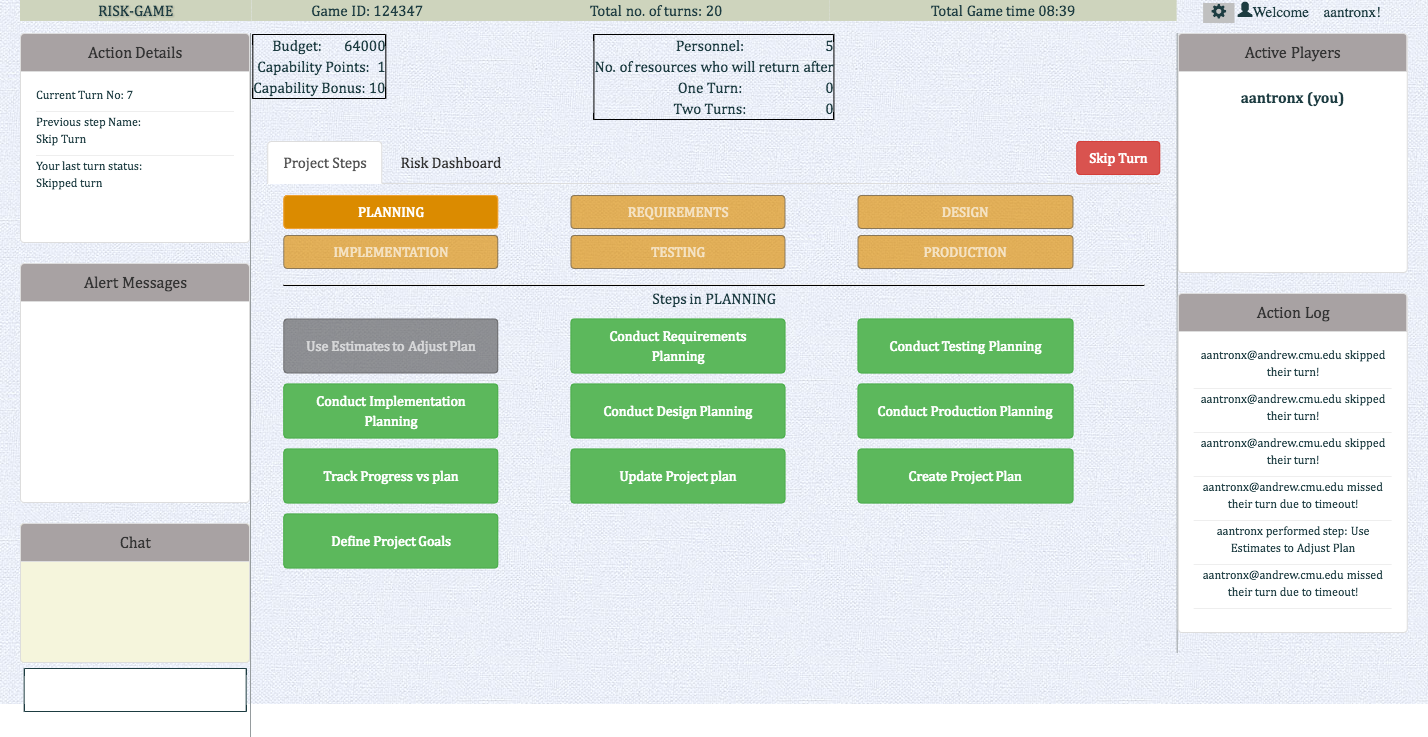 RISK-GAME
Game ID: 124347
Total no. of turns: 20
Total Game time 08:39
Welcome aantronx!
Action Details
Current Turn No: 7
Previous step Name:
Skip Turn
Your last turn status:
Skipped turn
Alert Messages
Chat
Budget: 64000
Capability Points: 1
Capability Bonus: 10
Personnel: 5
No. of resources who will return after
One Turn: 0
Two Turns: 0
Project Steps
Risk Dashboard
Skip Turn
PLANNING
REQUIREMENTS
DESIGN
IMPLEMENTATION
TESTING
PRODUCTION
Steps in PLANNING
Use Estimates to Adjust Plan
Conduct Requirements
Planning
Conduct Testing Planning
Conduct Implementation
Planning
Conduct Design Planning
Conduct Production Planning
Track Progress vs plan
Update Project plan
Create Project Plan
Define Project Goals
Active Players
aantronx (you)
Action Log
aantronx@andrew.cmu.edu skipped
their turn!
aantronx@andrew.cmu.edu skipped
their turn!
aantronx@andrew.cmu.edu skipped
their turn!
aantronx@andrew.cmu.edu missed
their turn due to timeout!
aantronx performed step: Use
Estimates to Adjust Plan
aantronx@andrew.cmu.edu missed
their turn due to timeout!